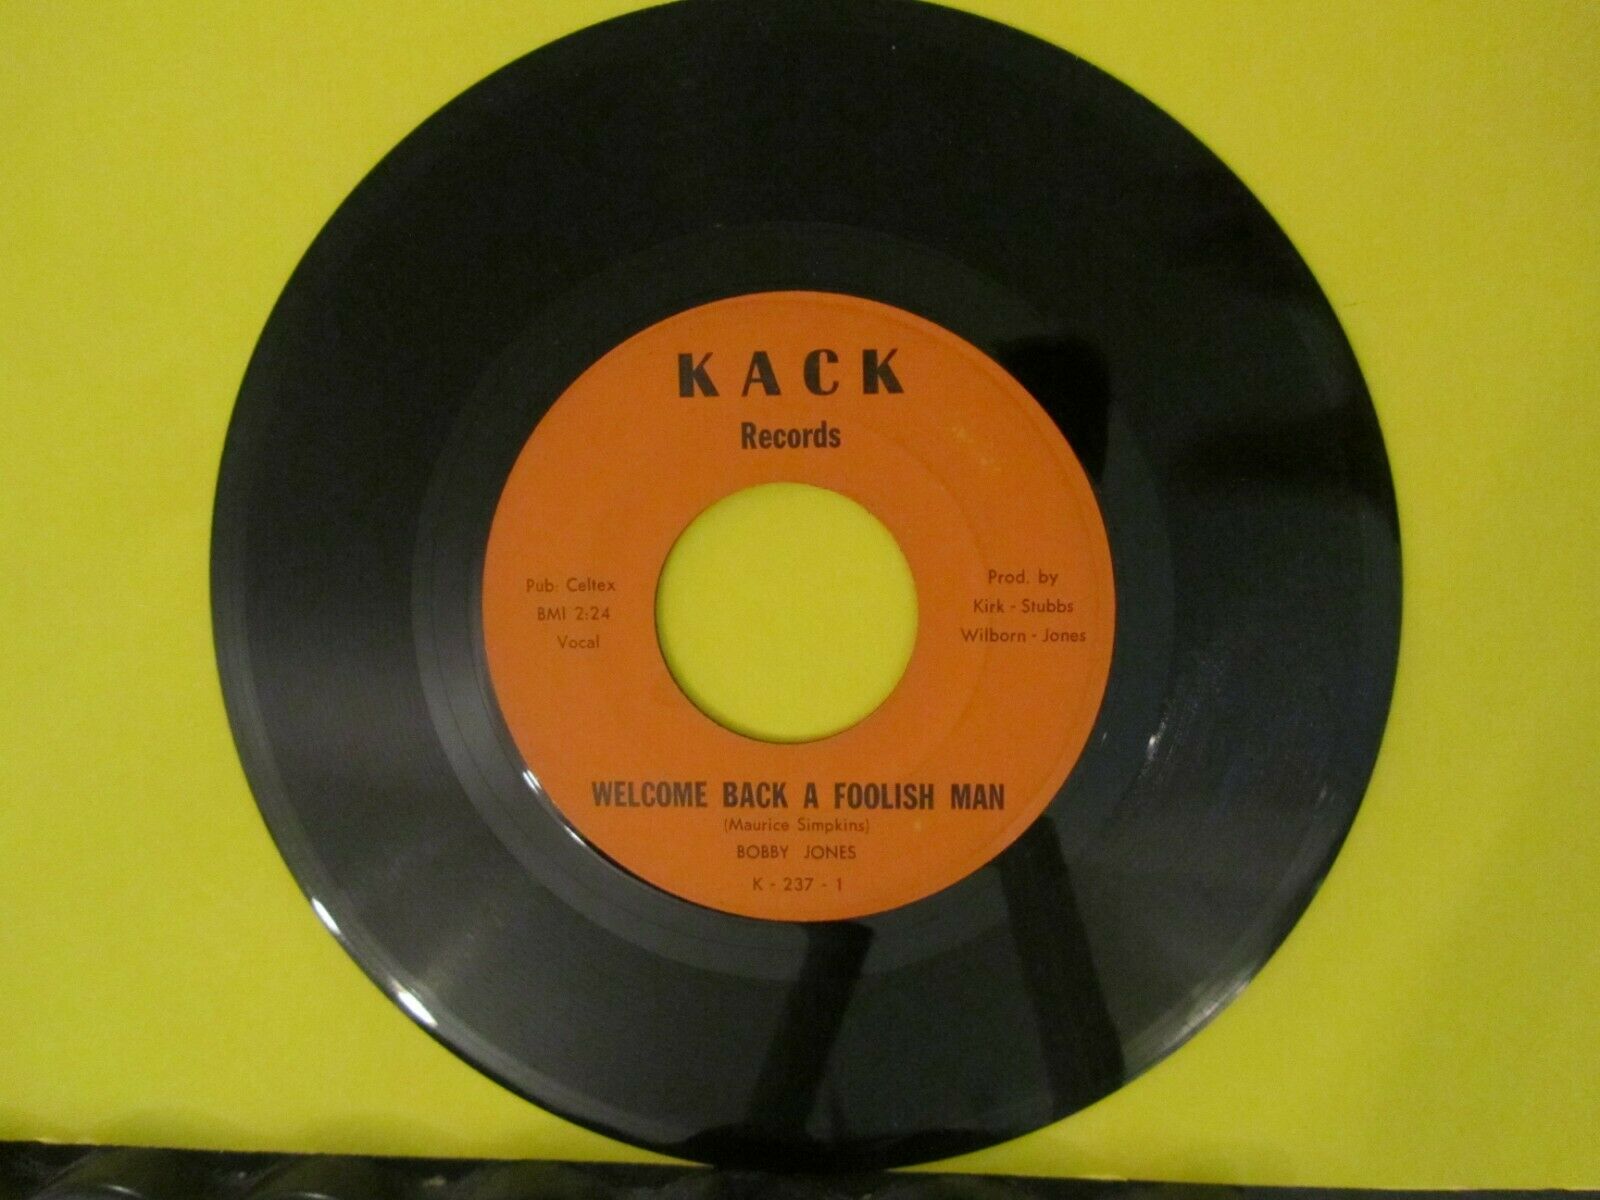 KACK
Records
Pub: Celtex
BMI 2:24
Vocal
Prod. by
Kirk - Stubbs
Wilborn - Jones
WELCOME BACK A FOOLISH MAN
(Maurice Simpkins)
BOBBY JONES
K - 237 - 1